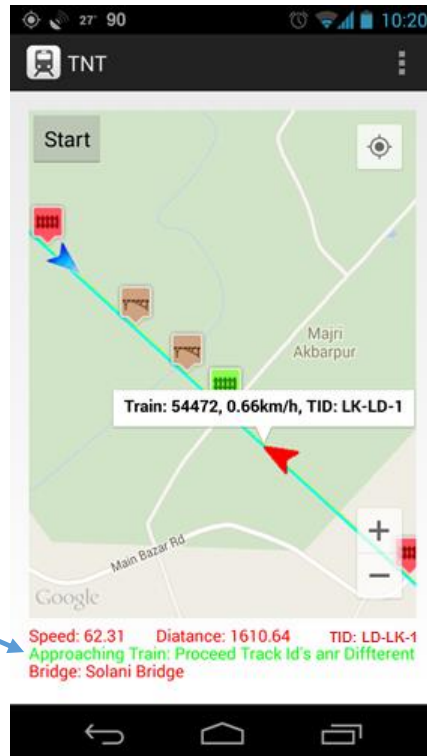 27° 90 10:20
TNT
Start
Majri
Akbarpur
Train: 54472, 0.66km/h, TID: LK-LD-1
Main Bazar Rd
+
−
Google
Speed: 62.31 Diatance: 1610.64 TID: LD-LK-1
Approaching Train: Proceed Track Id's anr Diffterent
Bridge: Solani Bridge